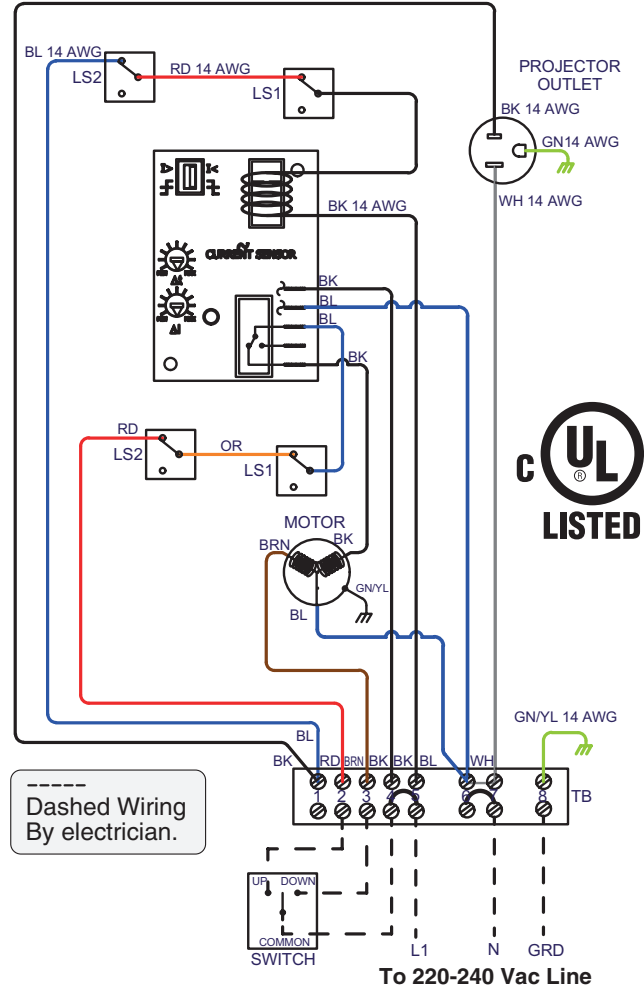 BL 14 AWG
RD 14 AWG
LS2
LS1
PROJECTOR
OUTLET
BK 14 AWG
GN14 AWG
WH 14 AWG
BK 14 AWG
CURRENT SENSOR
Δ2
Δ1
BK
BL
BL
BK
RD
OR
LS2
LS1
C UL ®
LISTED
MOTOR
BRN
BK
GN/YL
BL
GN/YL 14 AWG
BL
BK
RD
BRN
BK
BK
BL
WH
1
2
3
4
5
6
7
8
TB
Dashed Wiring
By electrician.
UP
DOWN
COMMON
SWITCH
L1
N
GRD
To 220-240 Vac Line